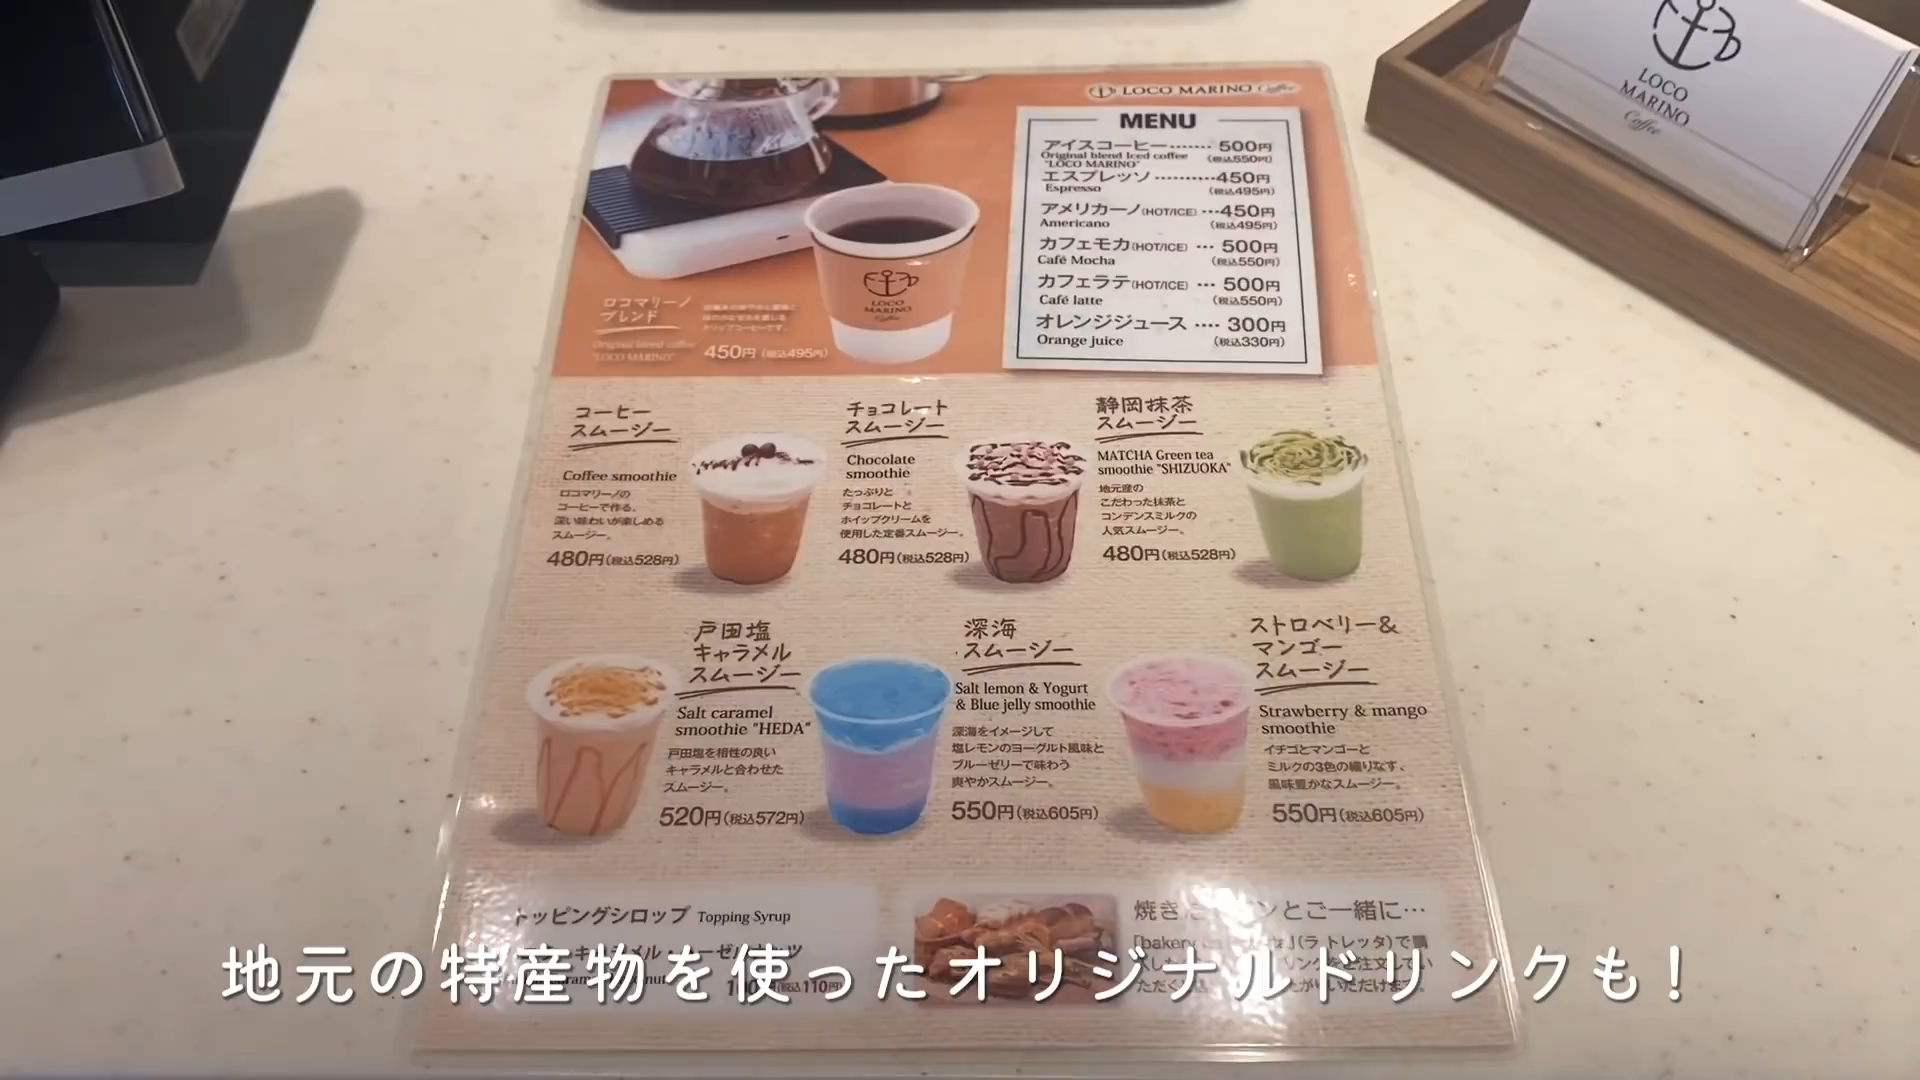 LOCO
MARINO
Coffee
LOCO MARINO Coffee
MENU
アイスコーヒー······· 500円
Original blend Iced coffee (税込550円)
"LOCO MARINO"
エスプレッソ ··········450円
Espresso (税込495円)
アメリカーノ(HOT/ICE) ···450円
Americano (税込495円)
カフェモカ(HOT/ICE) ··· 500円
Café Mocha (税込550円)
カフェラテ(HOT/ICE) ··· 500円
Café latte (税込550円)
オレンジジュース ···· 300円
Orange juice (税込330円)
LOCO
MARINO
Coffee
ロコマリーノ
ブレンド
Original blend coffee
"LOCO MARINO"
450円(税込495円)
コーヒー
スムージー
Coffee smoothie
ロコマリーノの
コーヒーで作る、
深い味わいが楽しめる
スムージー。
480円(税込528円)
チョコレート
スムージー
Chocolate
smoothie
たっぷりと
チョコレートと
ホイップクリームを
使用した定番スムージー。
480円(税込528円)
静岡抹茶
スムージー
MATCHA Green tea
smoothie "SHIZUOKA"
地元産の
こだわった抹茶と
コンデンスミルクの
人気スムージー。
480円(税込528円)
戸田塩
キャラメル
スムージー
Salt caramel
smoothie "HEDA"
戸田塩を相性の良い
キャラメルと合わせた
スムージー。
520円(税込572円)
深海
スムージー
Salt lemon & Yogurt
& Blue jelly smoothie
深海をイメージして
塩レモンのヨーグルト風味と
ブルーゼリーで味わう
爽やかスムージー。
550円(税込605円)
ストロベリー&
マンゴー
スムージー
Strawberry & mango
smoothie
イチゴとマンゴーと
ミルクの3色の織りなす、
風味豊かなスムージー。
550円(税込605円)
トッピングシロップ Topping Syrup
(税込110円)
とご一緒に…
(ラ トレッタ)で
地元の特産物を使ったオリジナルドリンクも!